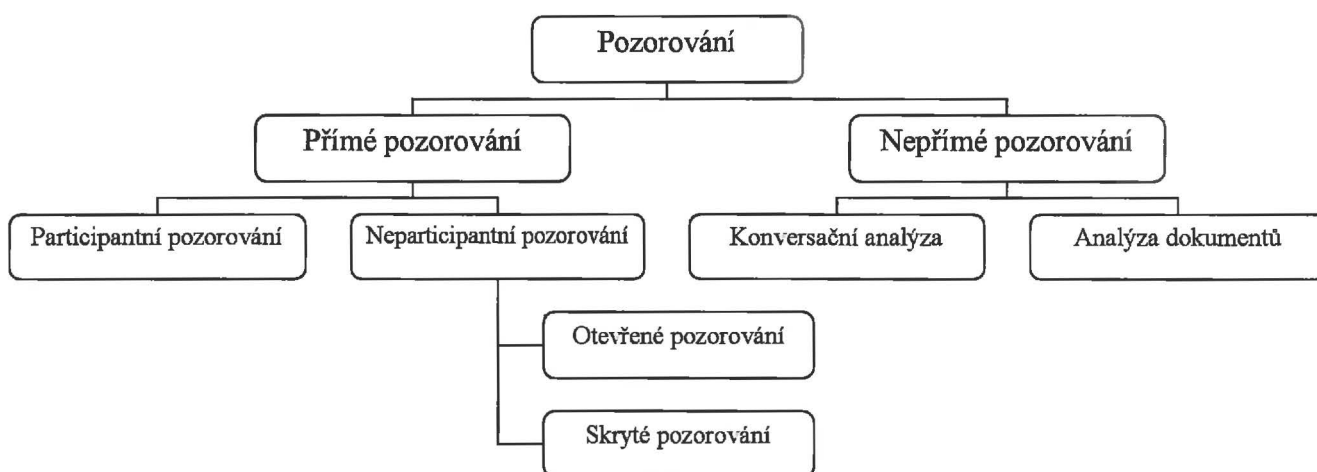 Pozorování
Přímé pozorování
Nepřímé pozorování
Participantní pozorování
Neparticipantní pozorování
Konversační analýza
Analýza dokumentů
Otevřené pozorování
Skryté pozorování